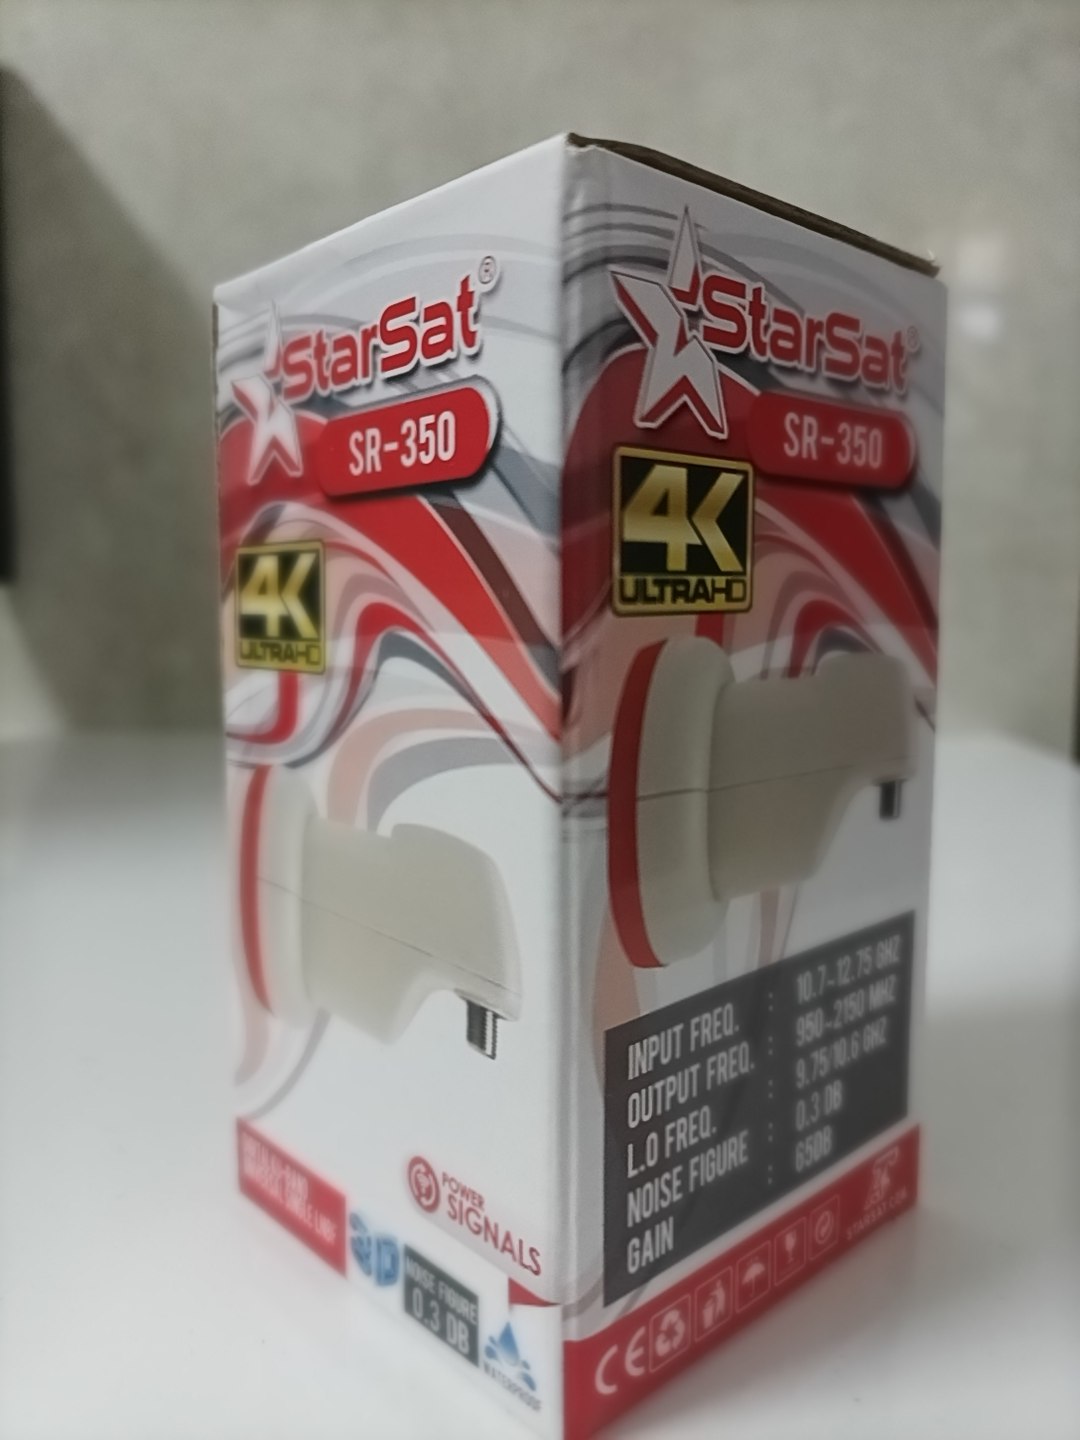 StarSat®
SR-350
4K
ULTRAHD
POWER
SIGNALS
3D
NOISE FIGURE
0.3 DB
WATERPROOF
StarSat®
SR-350
4K
ULTRAHD
INPUT FREQ. : 10.7~12.75 GHZ
OUTPUT FREQ. : 950~2150 MHZ
L.O FREQ. : 9.75/10.6 GHZ
NOISE FIGURE : 0.3 DB
GAIN : 65DB
CE